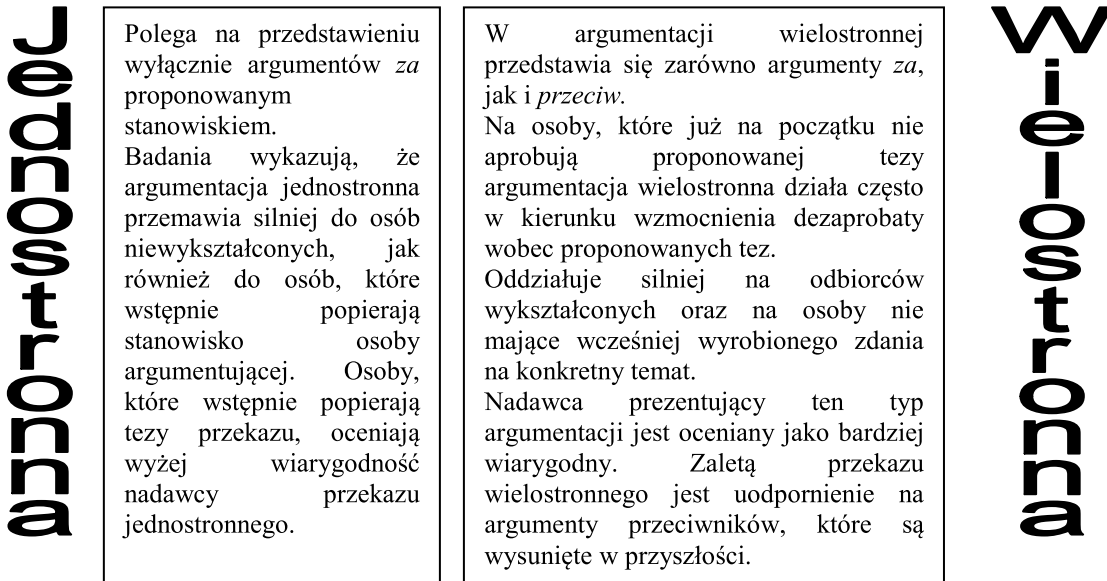 Jednostronna
Polega na przedstawieniu
wyłącznie argumentów za
proponowanym
stanowiskiem.
Badania wykazują, że
argumentacja jednostronna
przemawia silniej do osób
niewykształconych, jak
również do osób, które
wstępnie popierają
stanowisko osoby
argumentującej. Osoby,
które wstępnie popierają
tezy przekazu, oceniają
wyżej wiarygodność
nadawcy przekazu
jednostronnego.
W argumentacji wielostronnej
przedstawia się zarówno argumenty za,
jak i przeciw.
Na osoby, które już na początku nie
aprobują proponowanej tezy
argumentacja wielostronna działa często
w kierunku wzmocnienia dezaprobaty
wobec proponowanych tez.
Oddziałuje silniej na odbiorców
wykształconych oraz na osoby nie
mające wcześniej wyrobionego zdania
na konkretny temat.
Nadawca prezentujący ten typ
argumentacji jest oceniany jako bardziej
wiarygodny. Zaletą przekazu
wielostronnego jest uodpornienie na
argumenty przeciwników, które są
wysunięte w przyszłości.
Wielostronna